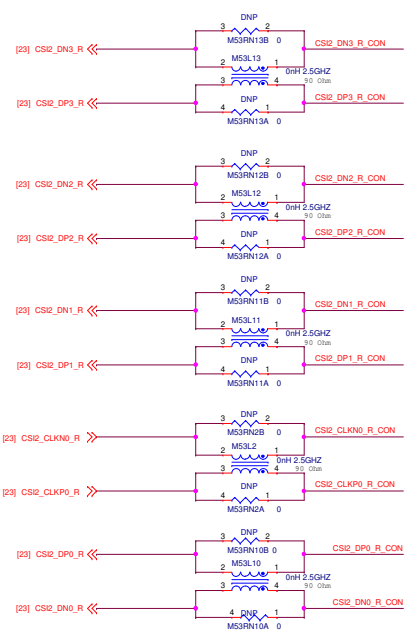 DNP
3 2
M53RN13B 0
[23] CSI2_DN3_R CSI2_DN3_R_CON
M53L13
2 1
0nH 2.5GHZ
3 4
90 Ohm
[23] CSI2_DP3_R CSI2_DP3_R_CON
DNP
4 1
M53RN13A 0
DNP
3 2
M53RN12B 0
[23] CSI2_DN2_R CSI2_DN2_R_CON
M53L12
2 1
0nH 2.5GHZ
3 4
90 Ohm
[23] CSI2_DP2_R CSI2_DP2_R_CON
DNP
4 1
M53RN12A 0
DNP
3 2
M53RN11B 0
[23] CSI2_DN1_R CSI2_DN1_R_CON
M53L11
2 1
0nH 2.5GHZ
3 4
90 Ohm
[23] CSI2_DP1_R CSI2_DP1_R_CON
DNP
4 1
M53RN11A 0
DNP
3 2
M53RN2B 0
[23] CSI2_CLKN0_R CSI2_CLKN0_R_CON
M53L2
2 1
0nH 2.5GHZ
3 4
90 Ohm
[23] CSI2_CLKP0_R CSI2_CLKP0_R_CON
DNP
4 1
M53RN2A 0
DNP
3 2
M53RN10B 0
[23] CSI2_DP0_R CSI2_DP0_R_CON
M53L10
2 1
0nH 2.5GHZ
3 4
90 Ohm
[23] CSI2_DN0_R CSI2_DN0_R_CON
4 DNP 1
M53RN10A 0